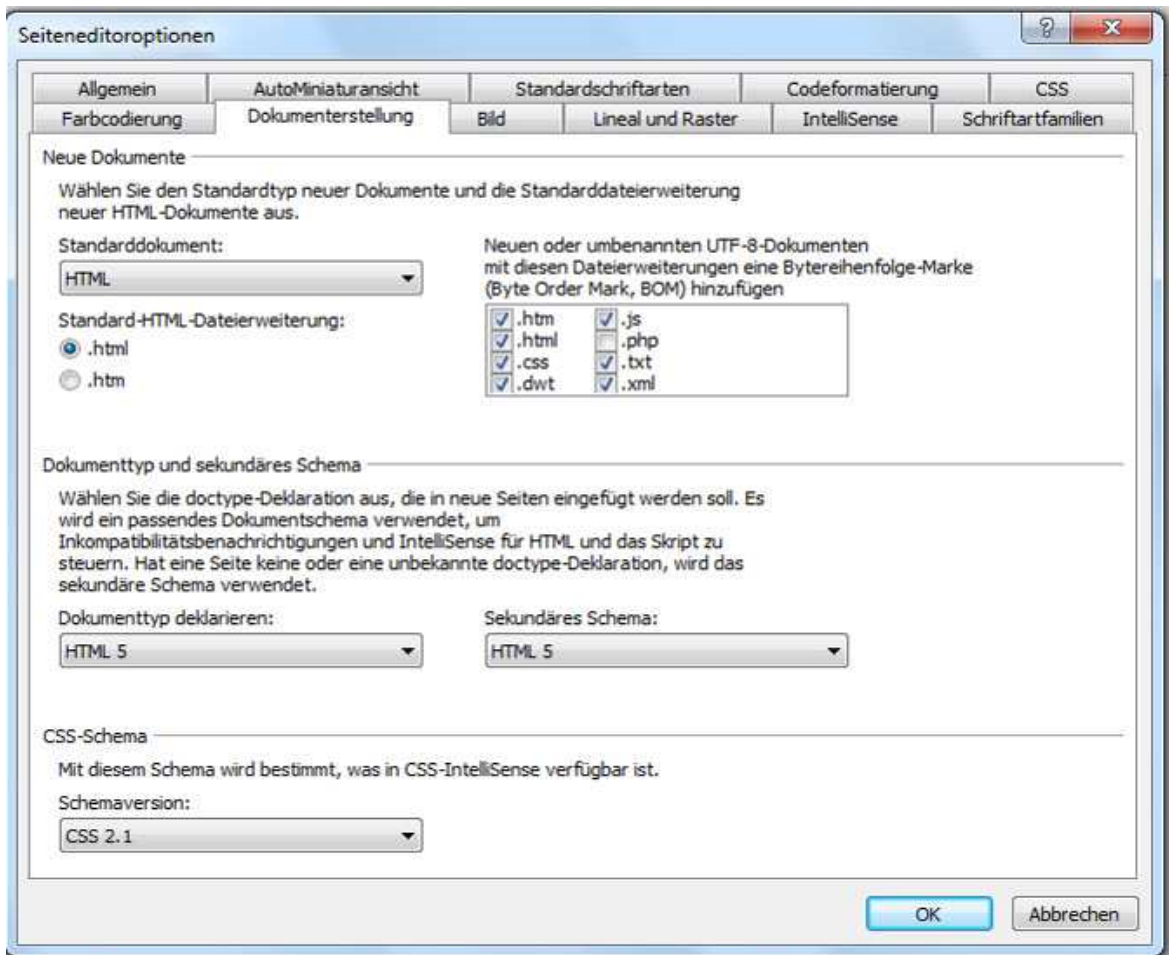 Seiteneditoroptionen
?
Allgemein AutoMiniaturansicht Standardschriftarten Codeformatierung CSS
Farbcodierung Dokumenterstellung Bild Lineal und Raster IntelliSense Schriftartfamilien
Neue Dokumente
Wählen Sie den Standardtyp neuer Dokumente und die Standarddateierweiterung
neuer HTML-Dokumente aus.
Standarddokument:
HTML
Standard-HTML-Dateierweiterung:
.html
.htm
Neuen oder umbenannten UTF-8-Dokumenten
mit diesen Dateierweiterungen eine Bytereihenfolge-Marke
(Byte Order Mark, BOM) hinzufügen
.htm .js
.html .php
.css .txt
.dwt .xml
Dokumenttyp und sekundäres Schema
Wählen Sie die doctype-Deklaration aus, die in neue Seiten eingefügt werden soll. Es
wird ein passendes Dokumentschema verwendet, um
Inkompatibilitätsbenachrichtigungen und IntelliSense für HTML und das Skript zu
steuern. Hat eine Seite keine oder eine unbekannte doctype-Deklaration, wird das
sekundäre Schema verwendet.
Dokumenttyp deklarieren:
HTML 5
Sekundäres Schema:
HTML 5
CSS-Schema
Mit diesem Schema wird bestimmt, was in CSS-IntelliSense verfügbar ist.
Schemaversion:
CSS 2.1
OK Abbrechen